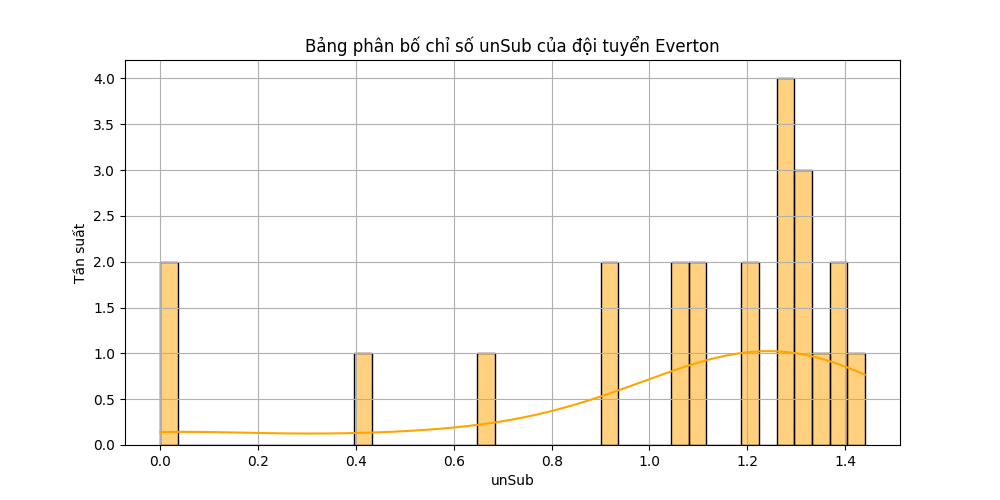 Bảng phân bố chỉ số unSub của đội tuyển Everton
Tần suất
4.0
3.5
3.0
2.5
2.0
1.5
1.0
0.5
0.0
0.0 0.2 0.4 0.6 0.8 1.0 1.2 1.4
unSub